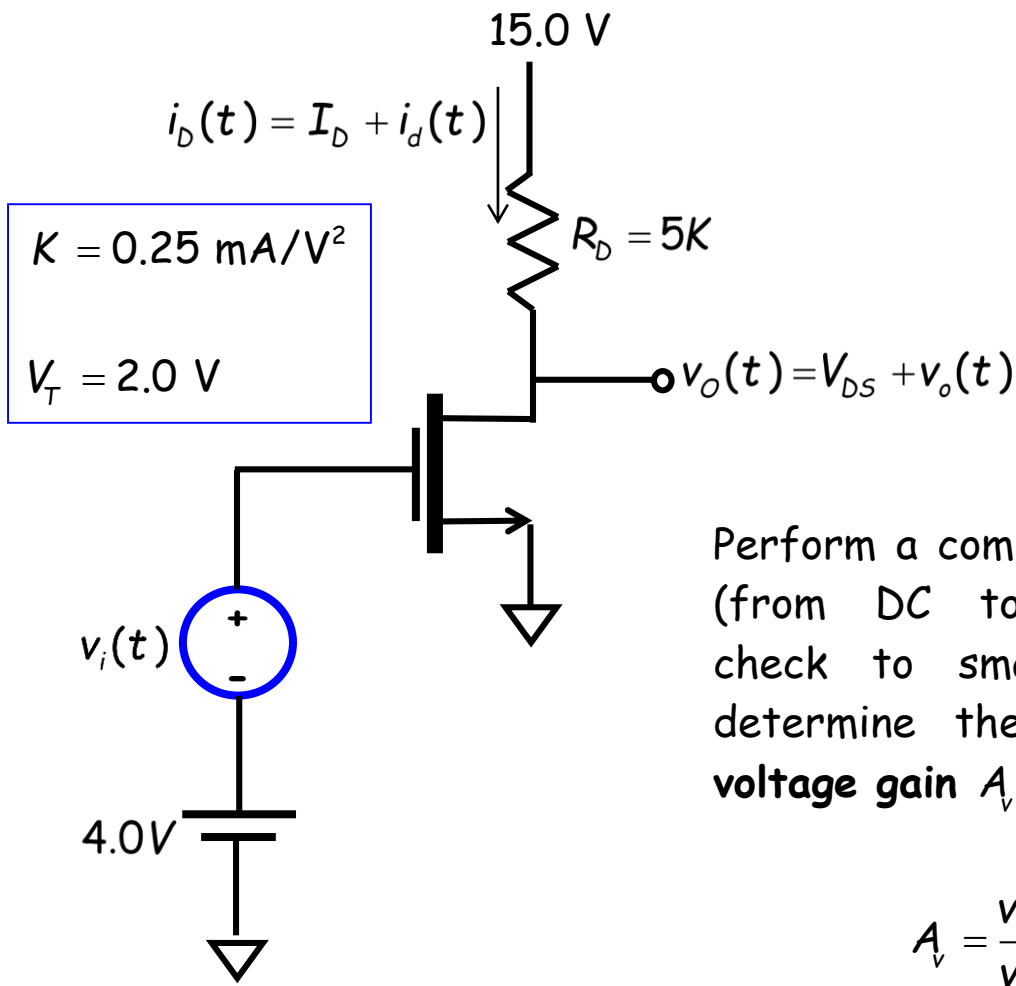 15.0 V
i_D(t) = I_D + i_d(t)
K = 0.25 mA/V²
R_D = 5K
V_T = 2.0 V
v_O(t) = V_DS + v_o(t)
+
v_i(t)
-
4.0V
Perform a com
(from DC to
check to sm
determine the
voltage gain A_v
A_v = v
v